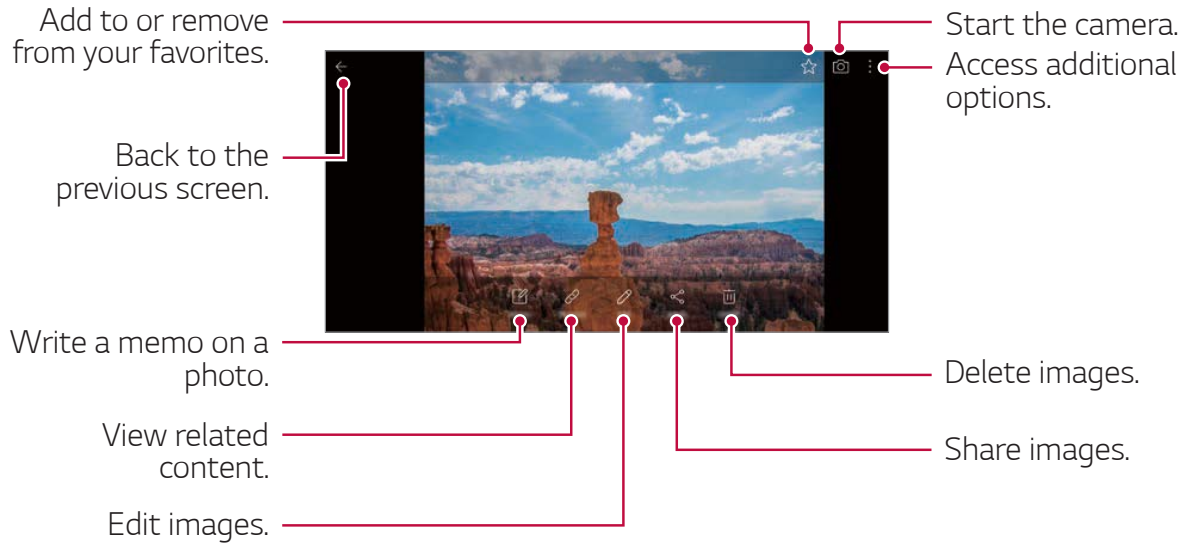 Add to or remove
from your favorites.
Start the camera.
Access additional
options.
Back to the
previous screen.
Write a memo on a
photo.
Delete images.
View related
content.
Share images.
Edit images.